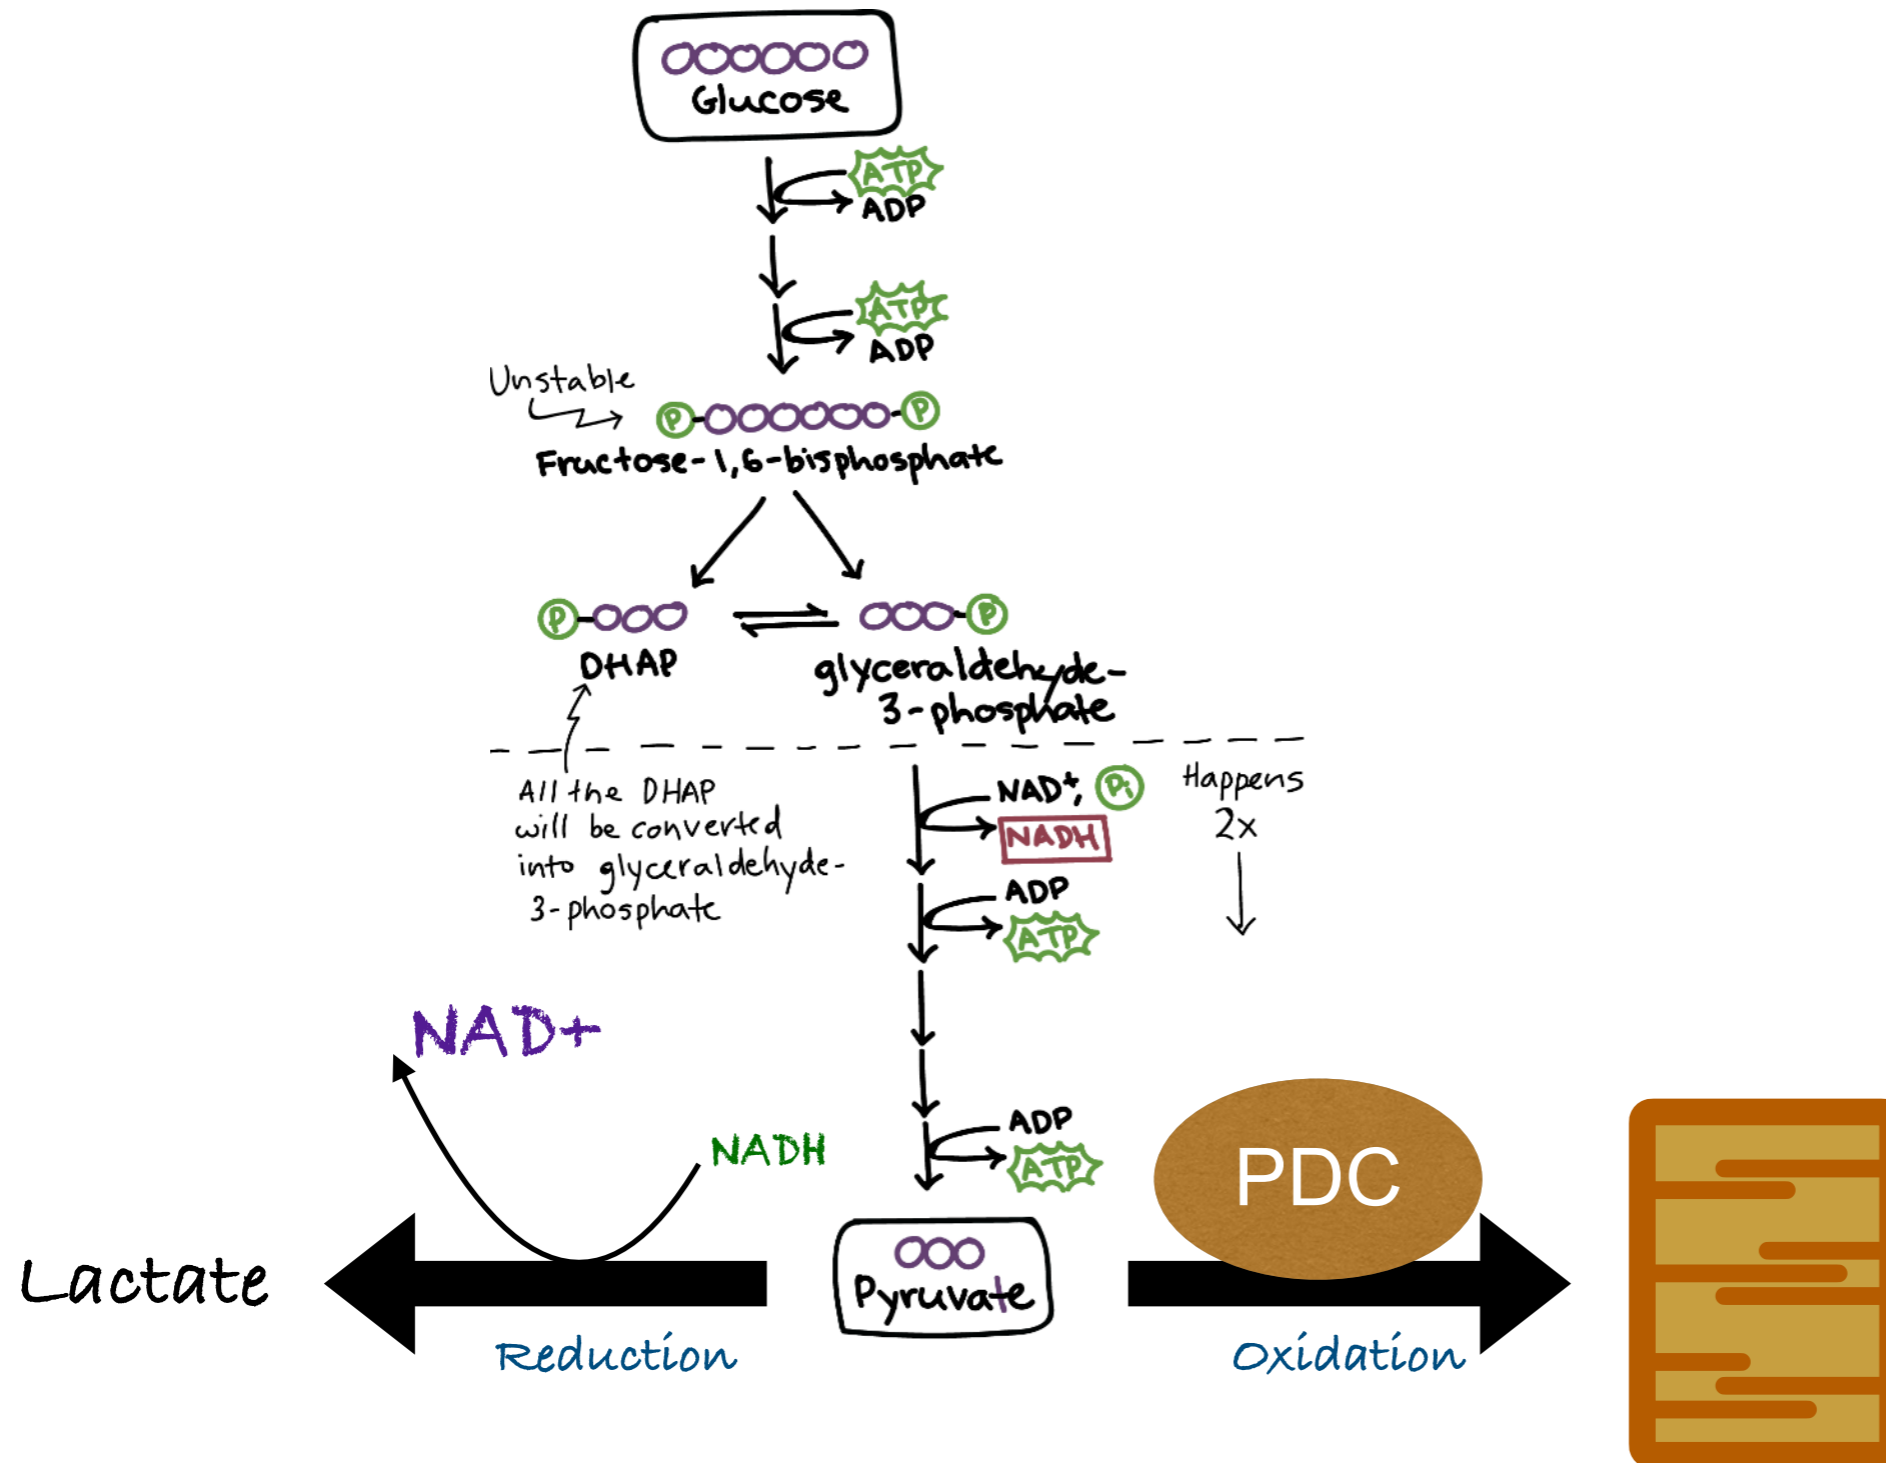 Glucose
ATP
ADP
ATP
ADP
Unstable
P
P
Fructose-1,6-bisphosphate
P
P
DHAP
glyceraldehyde-
3-phosphate
All the DHAP
will be converted
into glyceraldehyde-
3-phosphate
NAD+, Pi
NADH
Happens
2x
ADP
ATP
NAD+
NADH
ADP
ATP
PDC
Lactate
Pyruvate
Reduction
Oxidation